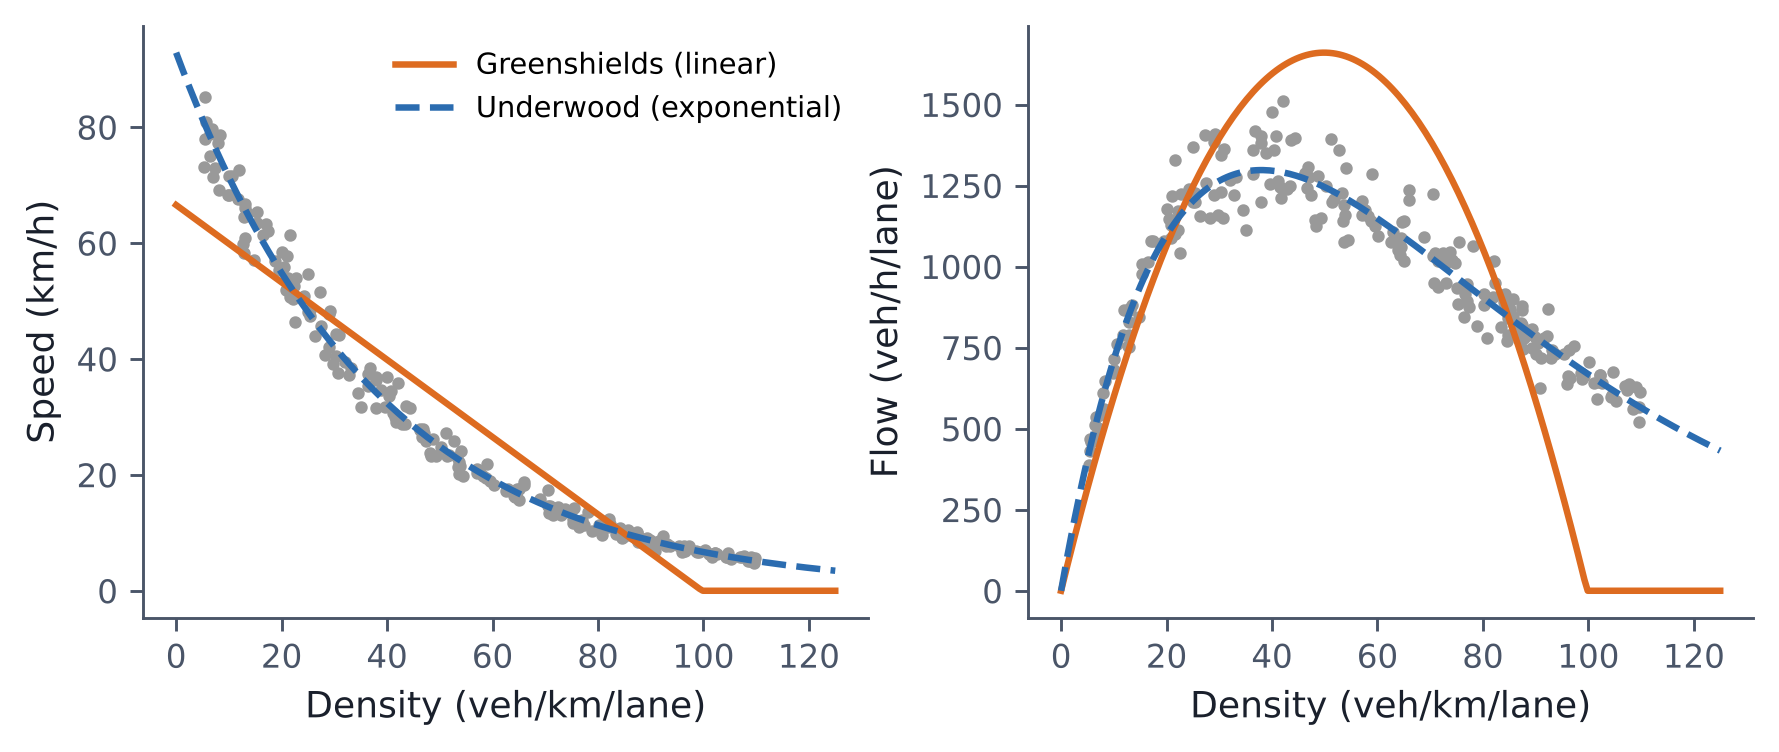 Greenshields (linear)
Underwood (exponential)
Speed (km/h)
80
60
40
20
0
0 20 40 60 80 100 120
Density (veh/km/lane)
Flow (veh/h/lane)
1500
1250
1000
750
500
250
0
0 20 40 60 80 100 120
Density (veh/km/lane)